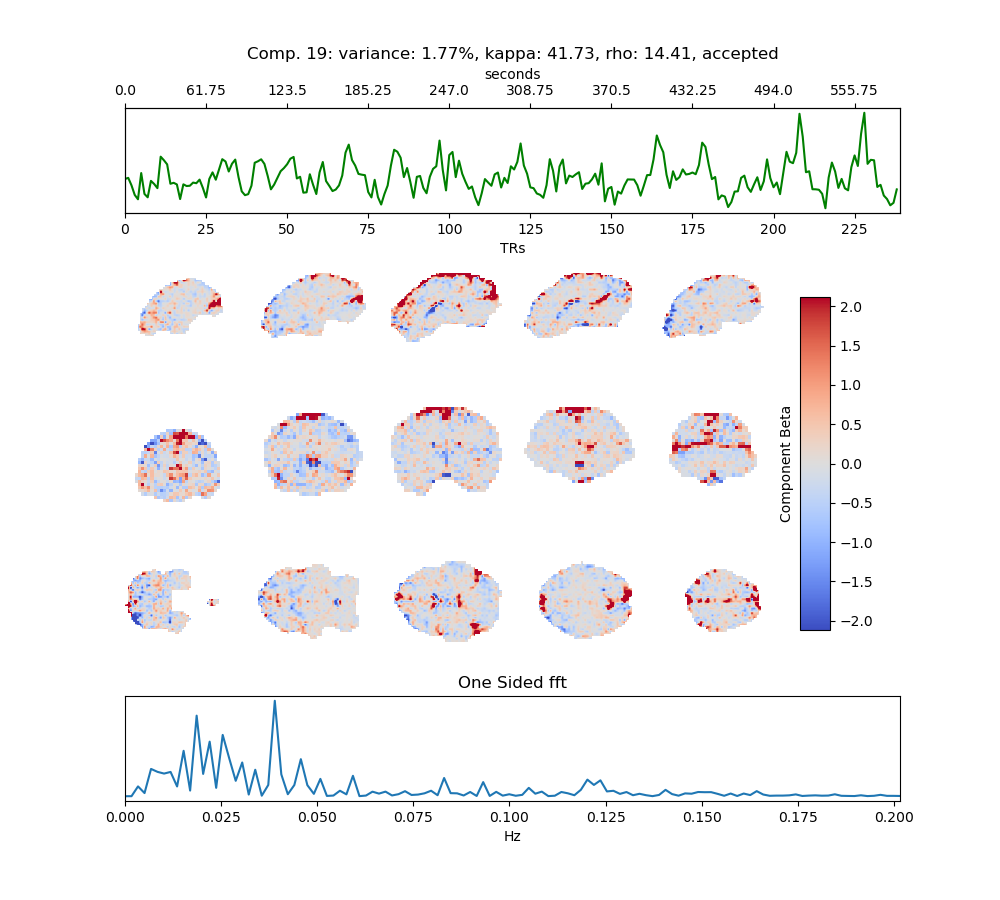 Comp. 19: variance: 1.77%, kappa: 41.73, rho: 14.41, accepted
seconds
0.0 61.75 123.5 185.25 247.0 308.75 370.5 432.25 494.0 555.75
0 25 50 75 100 125 150 175 200 225
TRs
2.0
1.5
1.0
0.5
0.0
−0.5
−1.0
−1.5
−2.0
Component Beta
One Sided fft
0.000 0.025 0.050 0.075 0.100 0.125 0.150 0.175 0.200
Hz